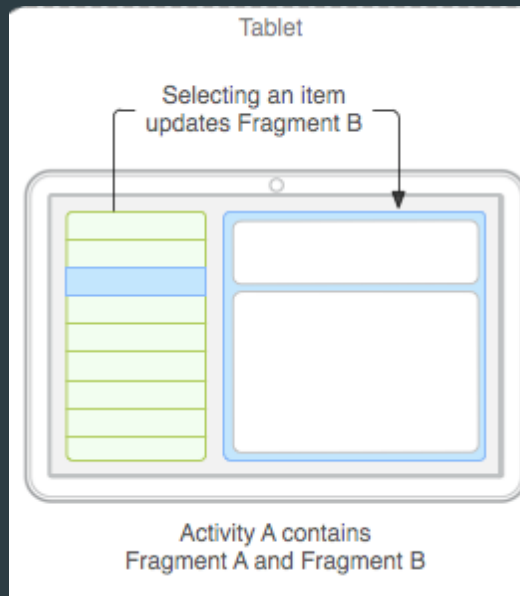 Tablet
Selecting an item
updates Fragment B
Activity A contains
Fragment A and Fragment B